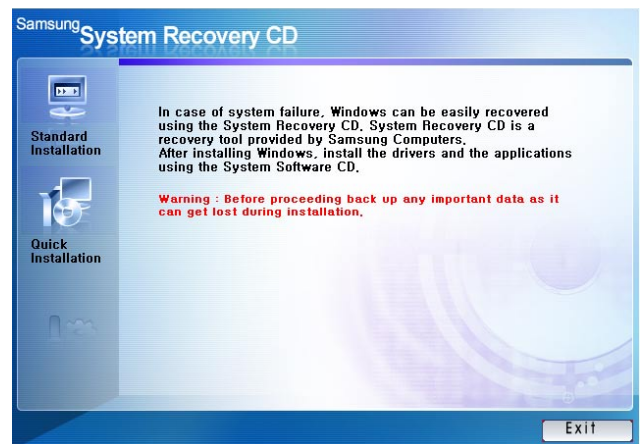 Samsung System Recovery CD
Standard
Installation
Quick
Installation
In case of system failure, Windows can be easily recovered
using the System Recovery CD, System Recovery CD is a
recovery tool provided by Samsung Computers,
After installing Windows, install the drivers and the applications
using the System Software CD,
Warning : Before proceeding back up any important data as it
can get lost during installation,
Exit